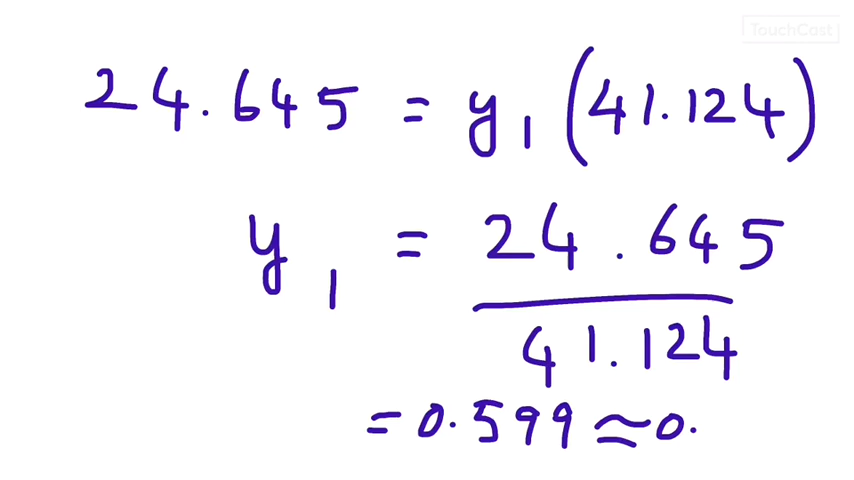 TouchCast
24.645 = y₁ (41.124)
y₁ = 24.645
41.124
= 0.599 ≈ 0.